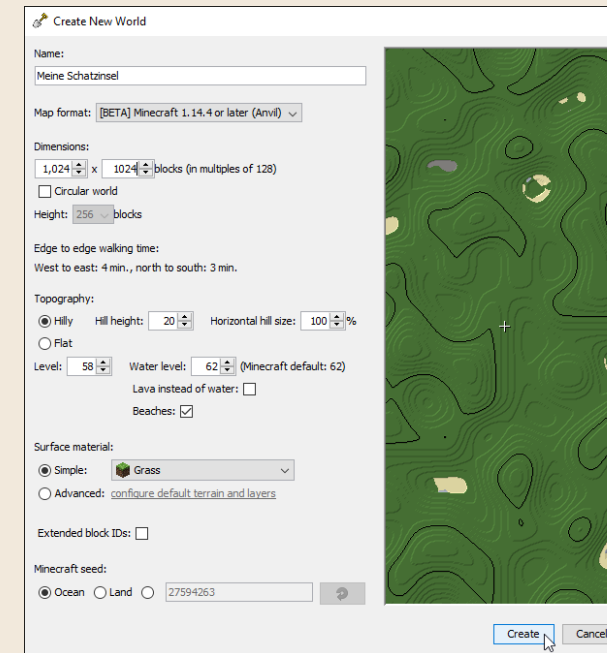 Create New World
Name:
Meine Schatzinsel
Map format: [BETA] Minecraft 1.14.4 or later (Anvil)
Dimensions:
1,024 x 1024 blocks (in multiples of 128)
Circular world
Height: 256 blocks
Edge to edge walking time:
West to east: 4 min., north to south: 3 min.
Topography:
Hilly Hill height: 20 Horizontal hill size: 100 %
Flat
Level: 58 Water level: 62 (Minecraft default: 62)
Lava instead of water:
Beaches:
Surface material:
Simple: Grass
Advanced: configure default terrain and layers
Extended block IDs:
Minecraft seed:
Ocean Land 27594263
Create Cancel